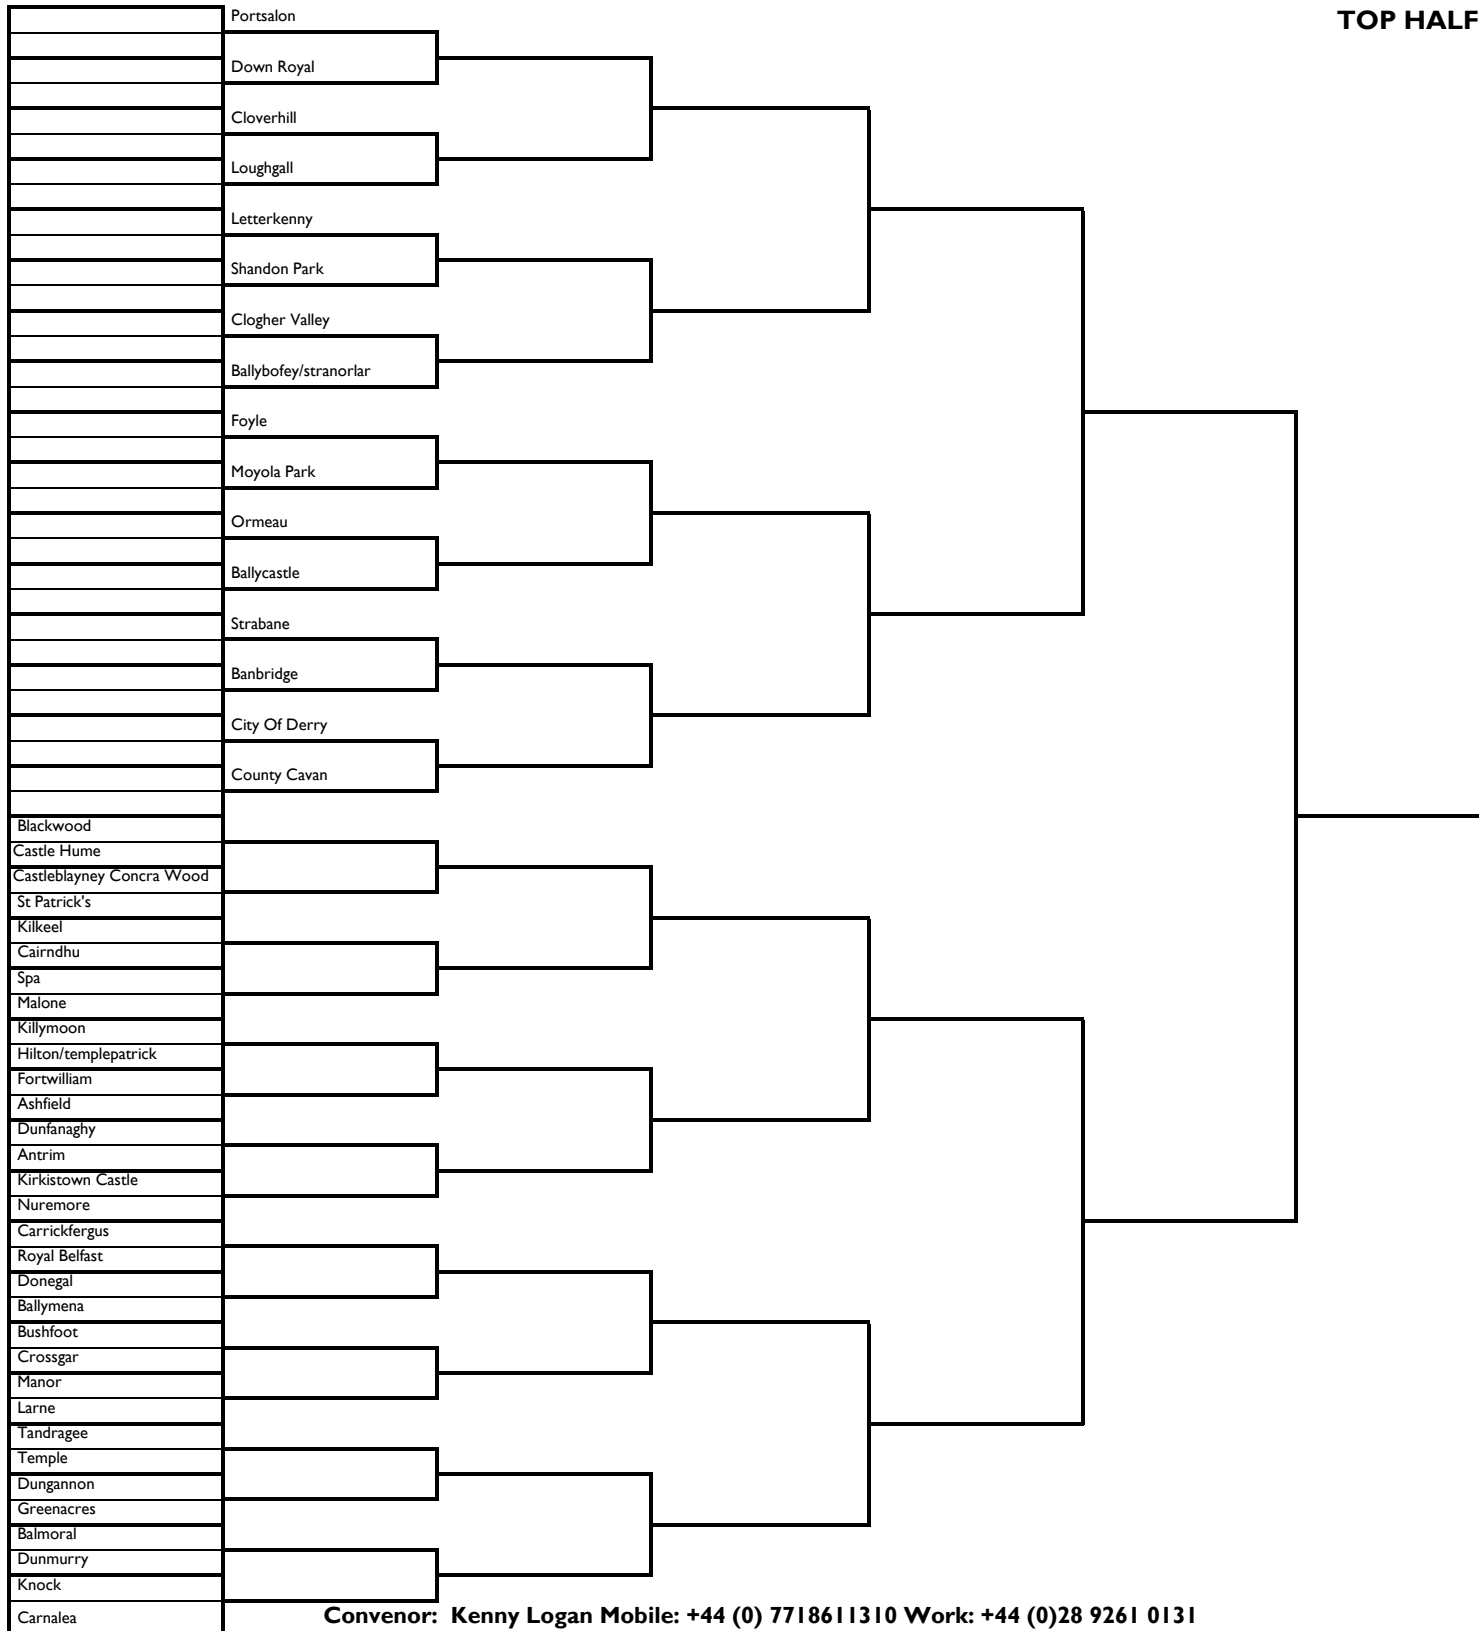 TOP HALF
Portsalon
Down Royal
Cloverhill
Loughgall
Letterkenny
Shandon Park
Clogher Valley
Ballybofey/stranorlar
Foyle
Moyola Park
Ormeau
Ballycastle
Strabane
Banbridge
City Of Derry
County Cavan
Blackwood
Castle Hume
Castleblayney Concra Wood
St Patrick's
Kilkeel
Cairndhu
Spa
Malone
Killymoon
Hilton/templepatrick
Fortwilliam
Ashfield
Dunfanaghy
Antrim
Kirkistown Castle
Nuremore
Carrickfergus
Royal Belfast
Donegal
Ballymena
Bushfoot
Crossgar
Manor
Larne
Tandragee
Temple
Dungannon
Greenacres
Balmoral
Dunmurry
Knock
Carnalea
Convenor: Kenny Logan Mobile: +44 (0) 7718611310 Work: +44 (0)28 9261 0131